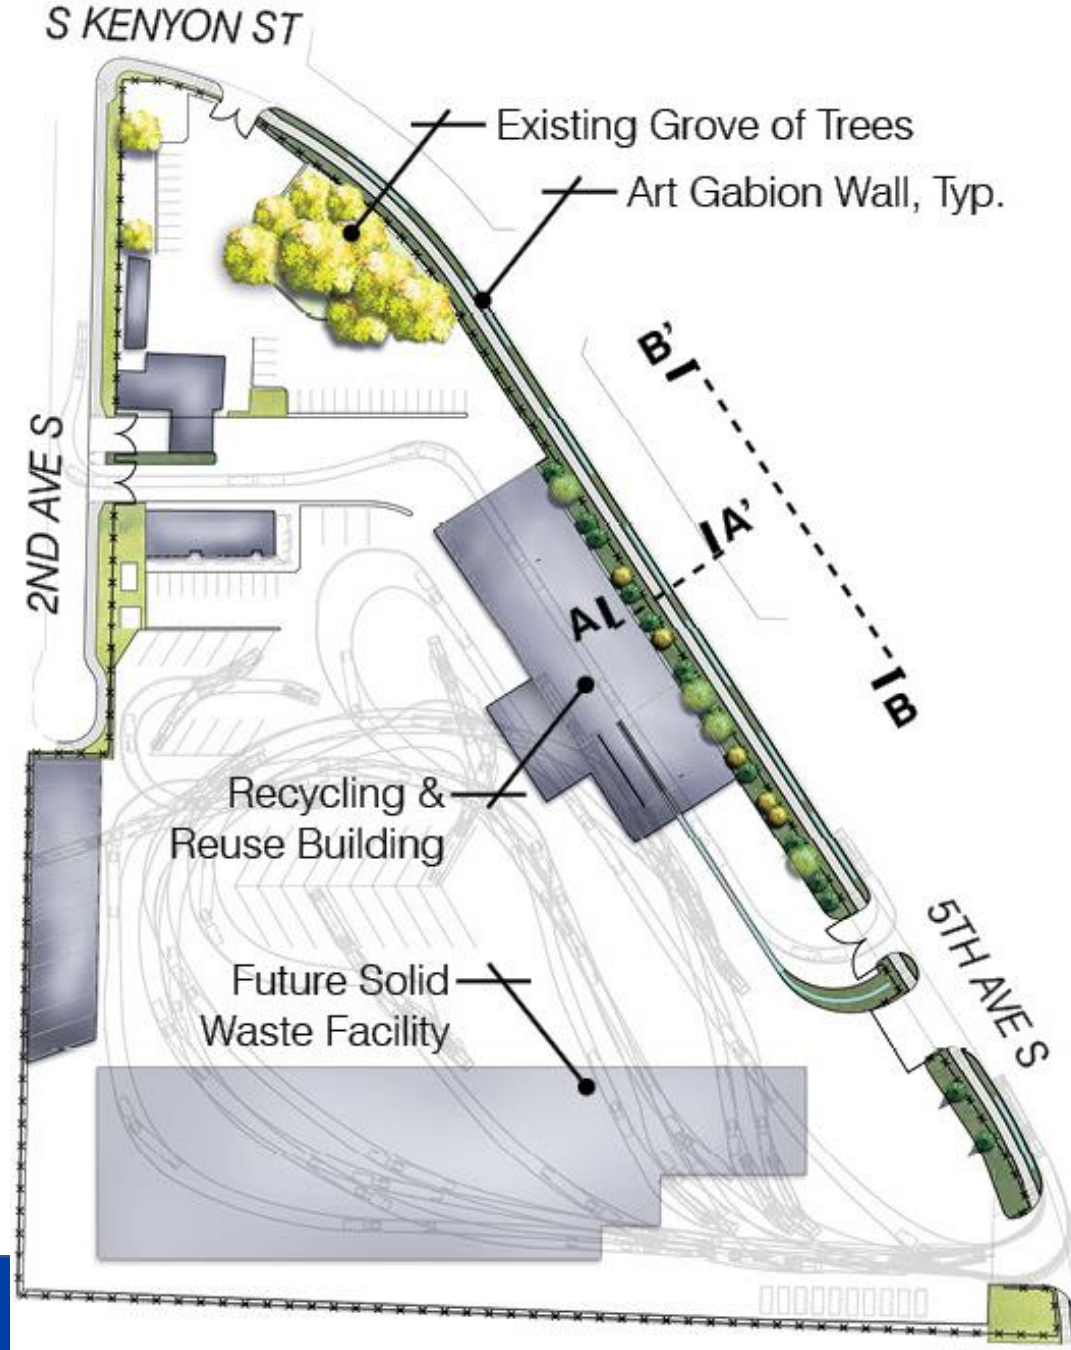 S KENYON ST
Existing Grove of Trees
Art Gabion Wall, Typ.
B'
2ND AVE S
A'
A
B
Recycling &
Reuse Building
5TH AVE S
Future Solid
Waste Facility